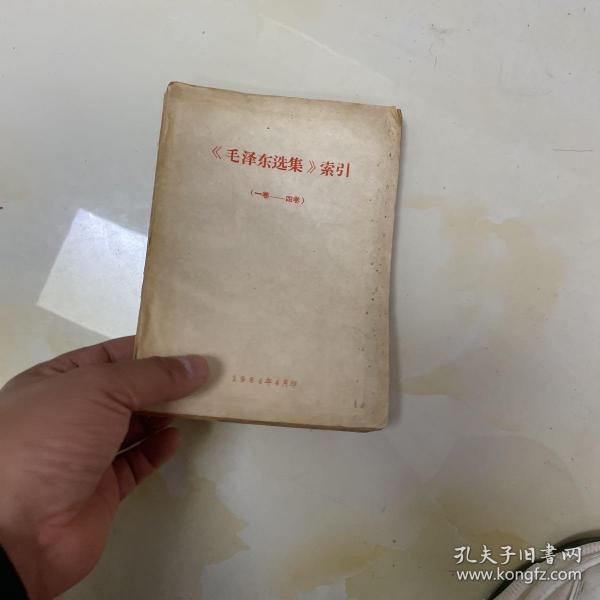 《毛泽东选集》索引
（一卷——四卷）
1966年4月印
孔夫子旧书网
www.kongfz.com